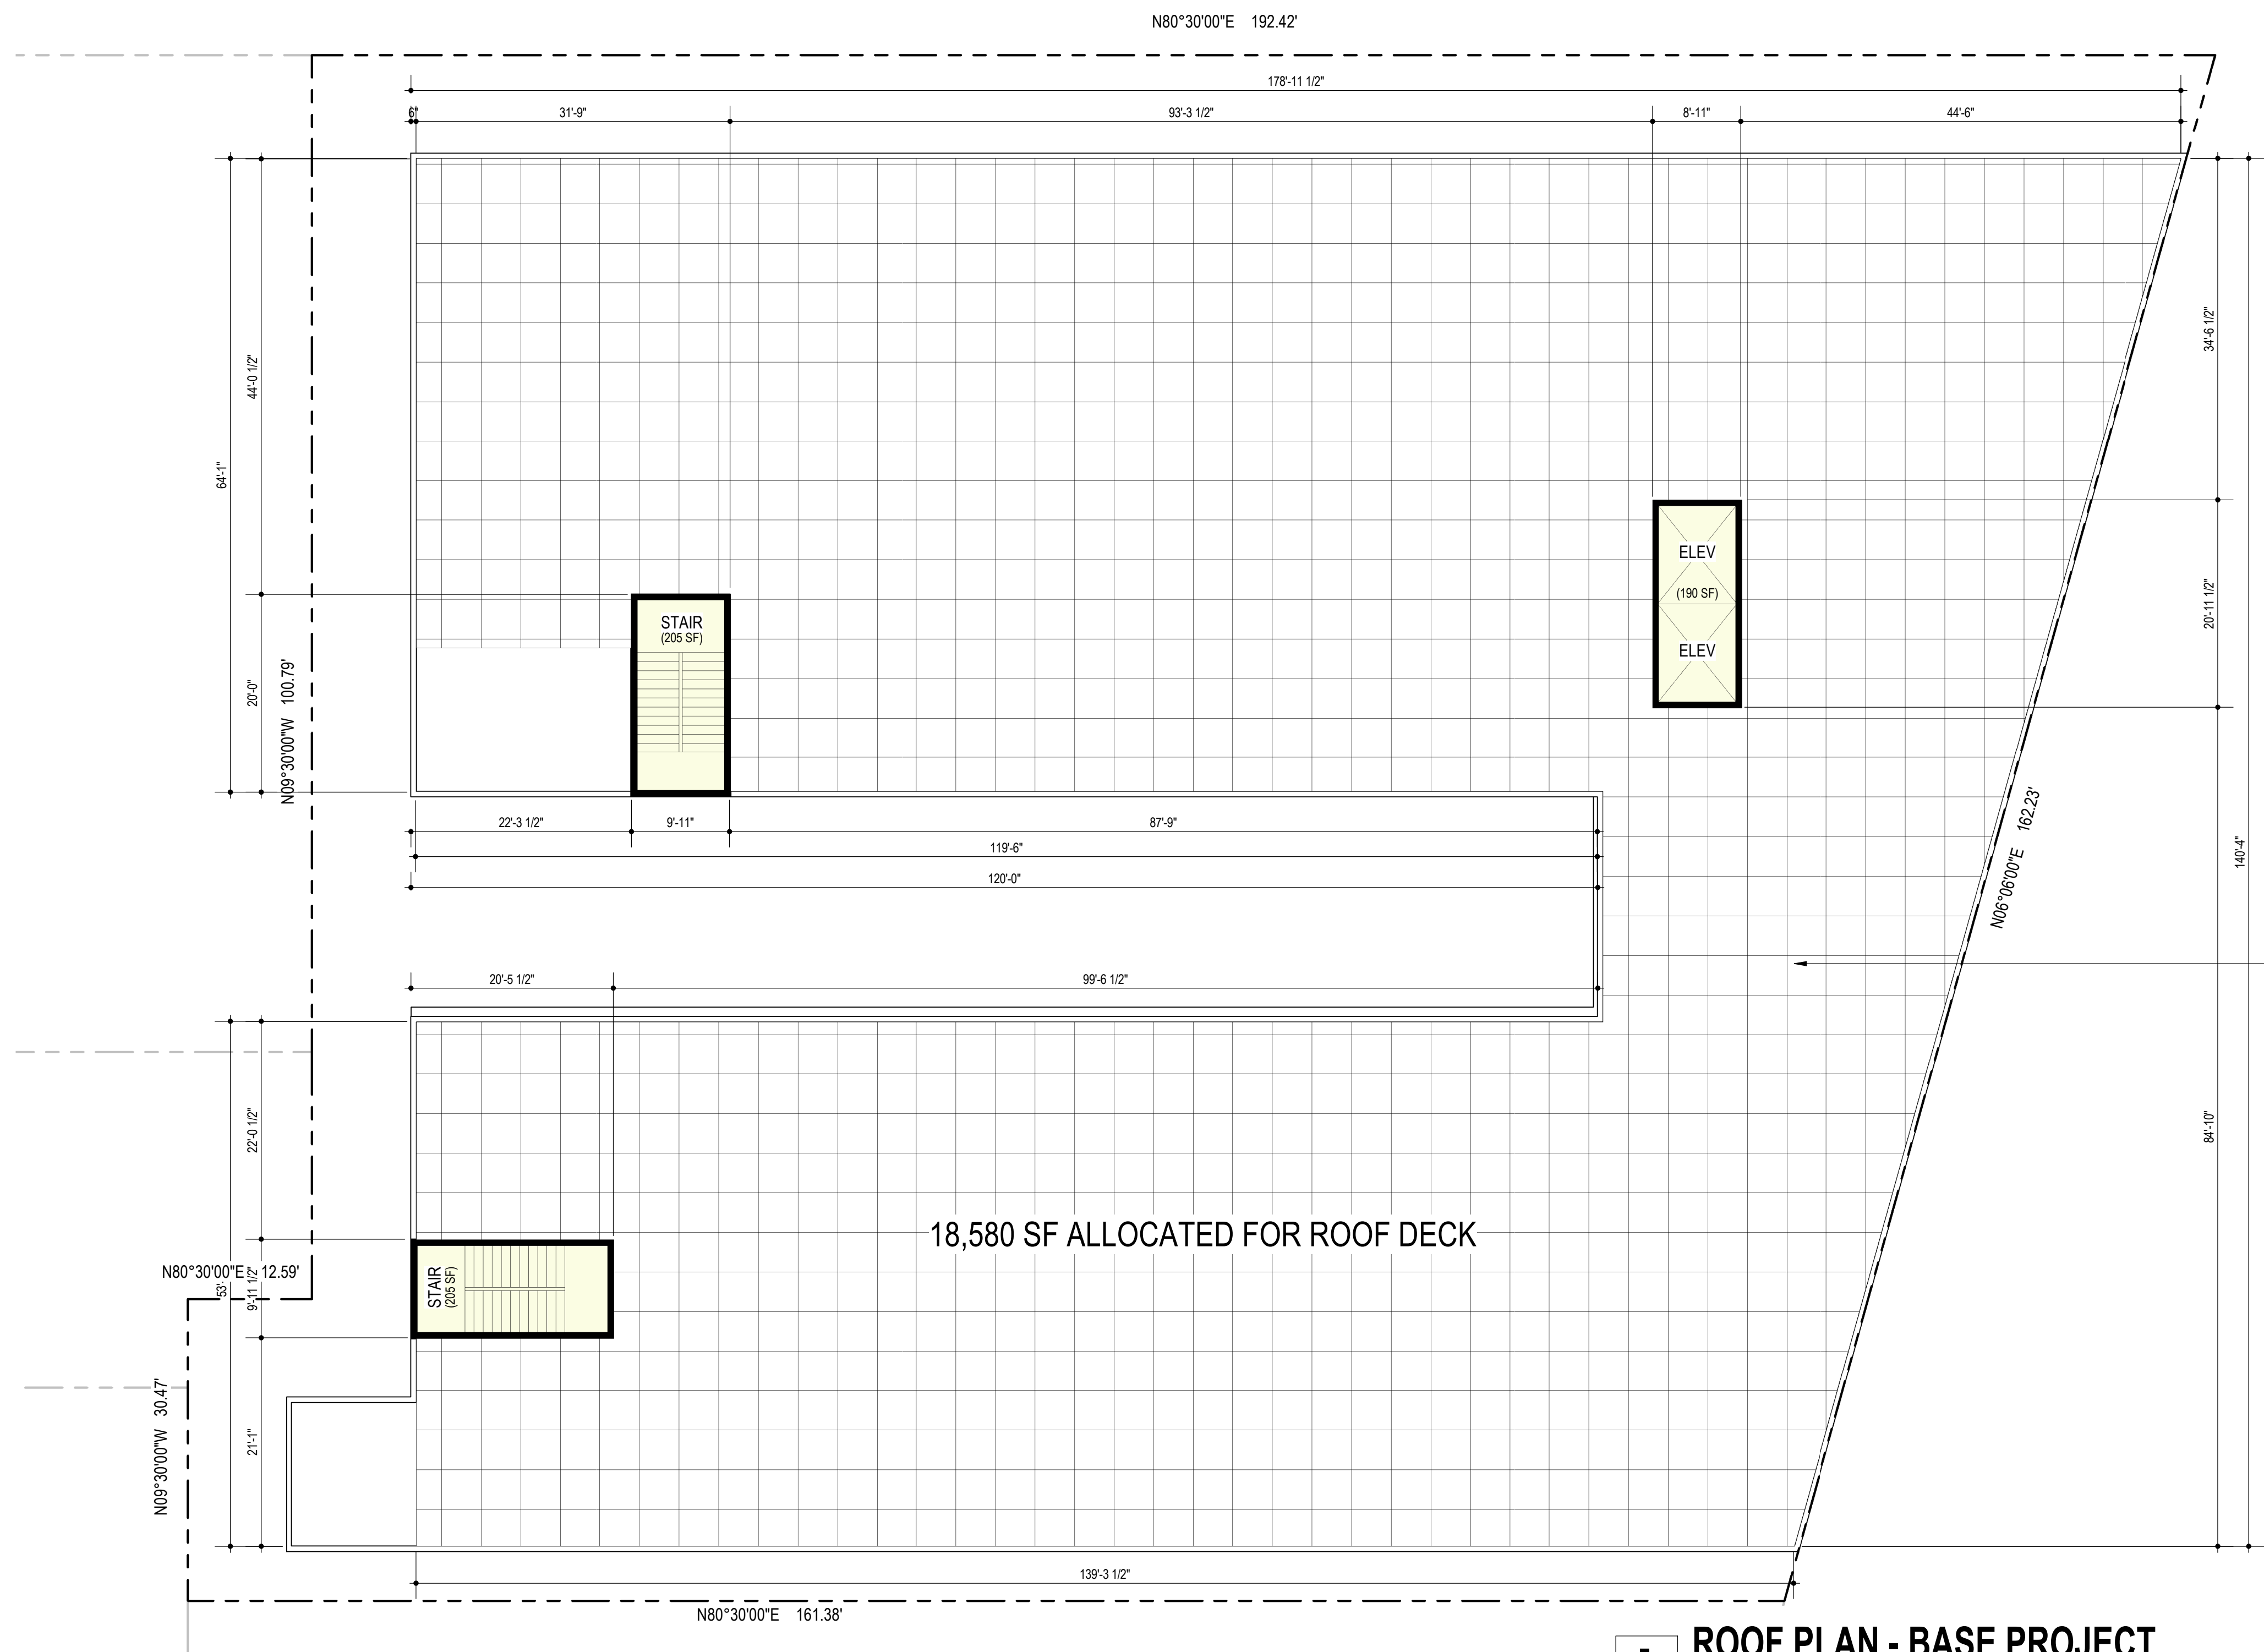 N80°30'00"E 192.42'
178'-11 1/2"
6"
31'-9"
93'-3 1/2"
8'-11"
44'-6"
34'-6 1/2"
44'-0 1/2"
64'-1"
ELEV
(190 SF)
ELEV
20'-11 1/2"
STAIR
(205 SF)
20'-0"
N09°30'00"W 100.79'
22'-3 1/2"
9'-11"
87'-9"
119'-6"
120'-0"
N06°06'00"E 162.23'
140'-4"
20'-5 1/2"
99'-6 1/2"
22'-0 1/2"
84'-10"
18,580 SF ALLOCATED FOR ROOF DECK
N80°30'00"E 12.59'
53'-
9'-11 1/2"
STAIR
(205 SF)
N09°30'00"W 30.47'
21'-1"
139'-3 1/2"
N80°30'00"E 161.38'
ROOF PLAN - BASE PROJECT